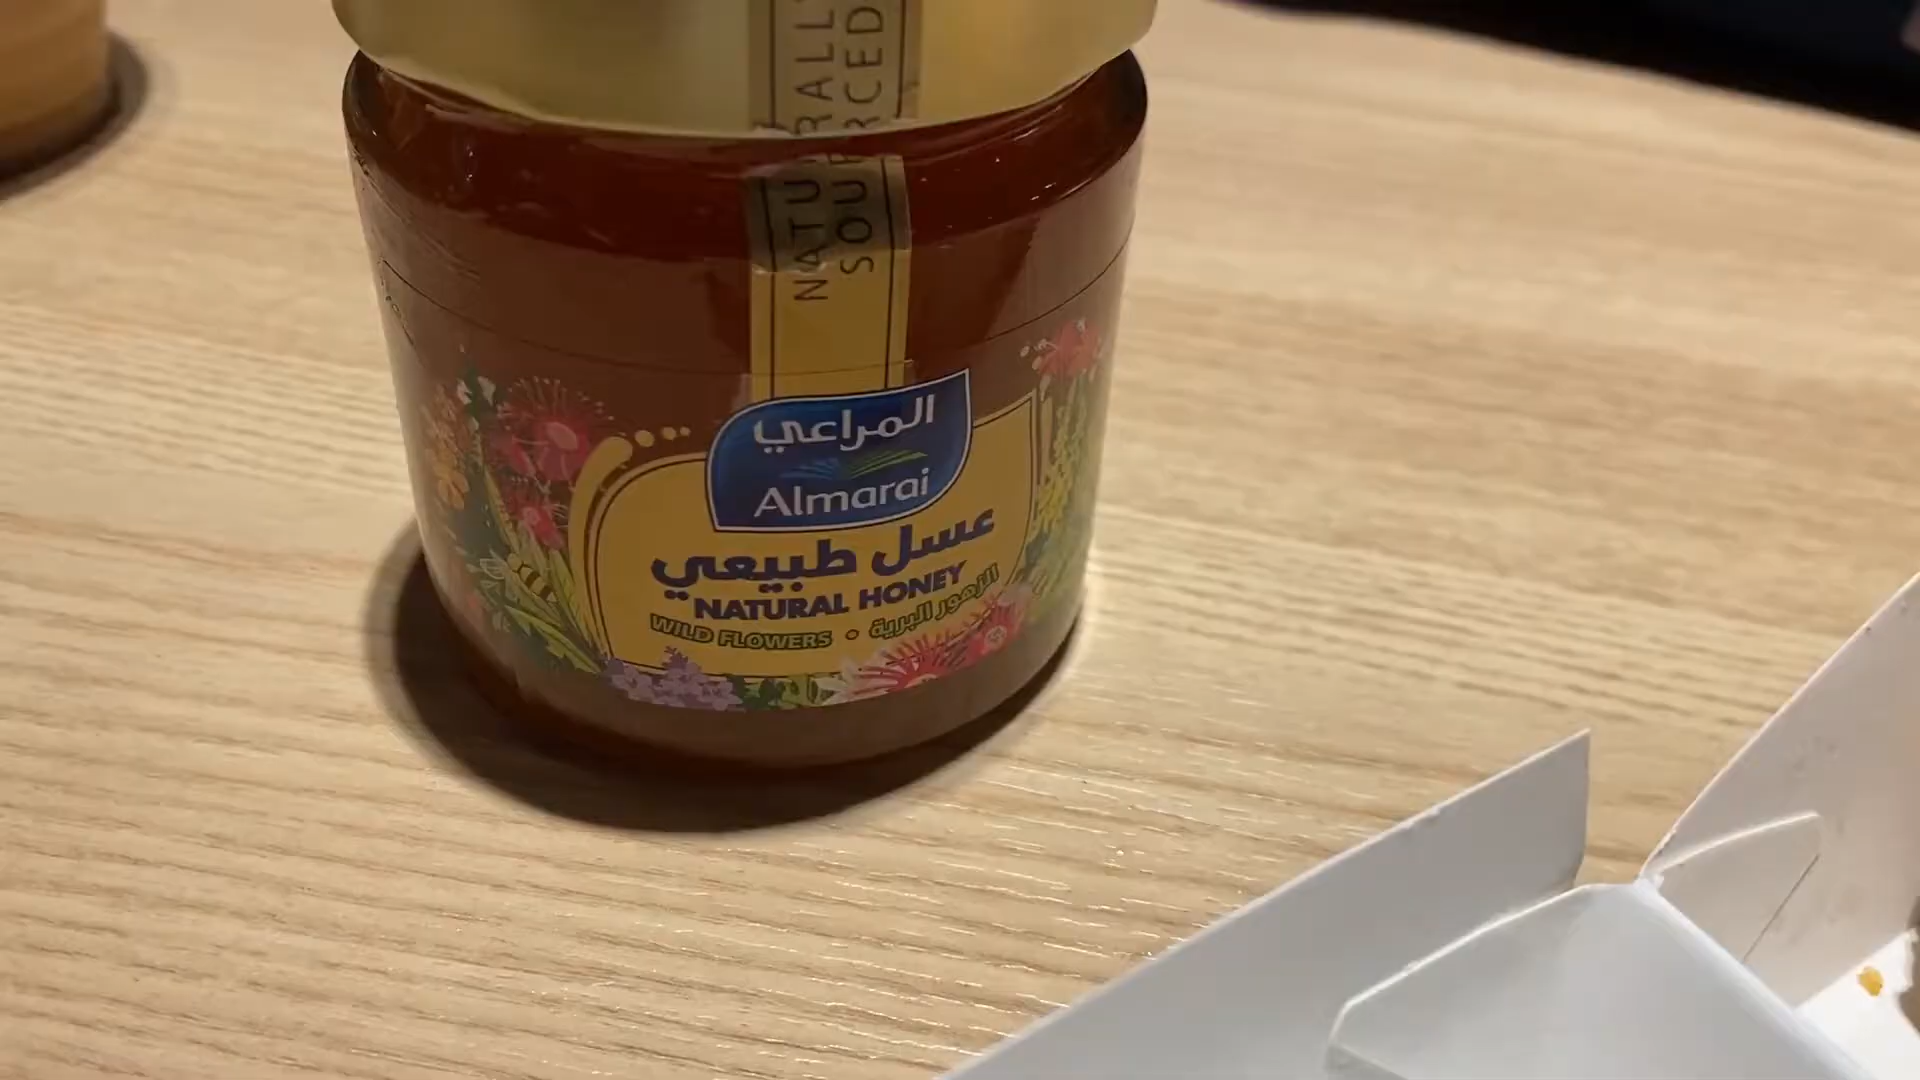 NATURALLY
SOURCED
المراعي
Almarai
عسل طبيعي
NATURAL HONEY
WILD FLOWERS • الزهور البرية